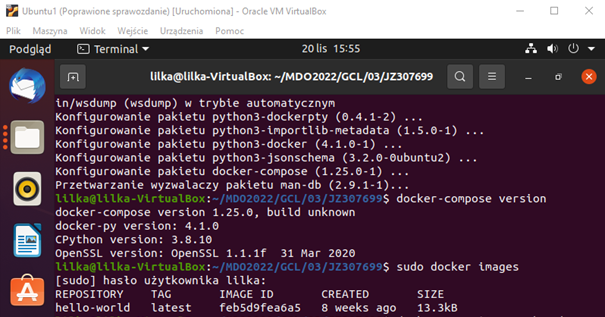 Ubuntu1 (Poprawione sprawozdanie) [Uruchomiona] - Oracle VM VirtualBox
Plik Maszyna Widok Wejście Urządzenia Pomoc
Podgląd Terminal 20 lis 15:55
lilka@lilka-VirtualBox: ~/MDO2022/GCL/03/JZ307699
in/wsdump (wsdump) w trybie automatycznym
Konfigurowanie pakietu python3-dockerpty (0.4.1-2) ...
Konfigurowanie pakietu python3-importlib-metadata (1.5.0-1) ...
Konfigurowanie pakietu python3-docker (4.1.0-1) ...
Konfigurowanie pakietu python3-jsonschema (3.2.0-0ubuntu2) ...
Konfigurowanie pakietu docker-compose (1.25.0-1) ...
Przetwarzanie wyzwalaczy pakietu man-db (2.9.1-1)...
lilka@lilka-VirtualBox:~/MDO2022/GCL/03/JZ307699$ docker-compose version
docker-compose version 1.25.0, build unknown
docker-py version: 4.1.0
CPython version: 3.8.10
OpenSSL version: OpenSSL 1.1.1f 31 Mar 2020
lilka@lilka-VirtualBox:~/MDO2022/GCL/03/JZ307699$ sudo docker images
[sudo] hasło użytkownika lilka:
REPOSITORY TAG IMAGE ID CREATED SIZE
hello-world latest feb5d9fea6a5 8 weeks ago 13.3kB